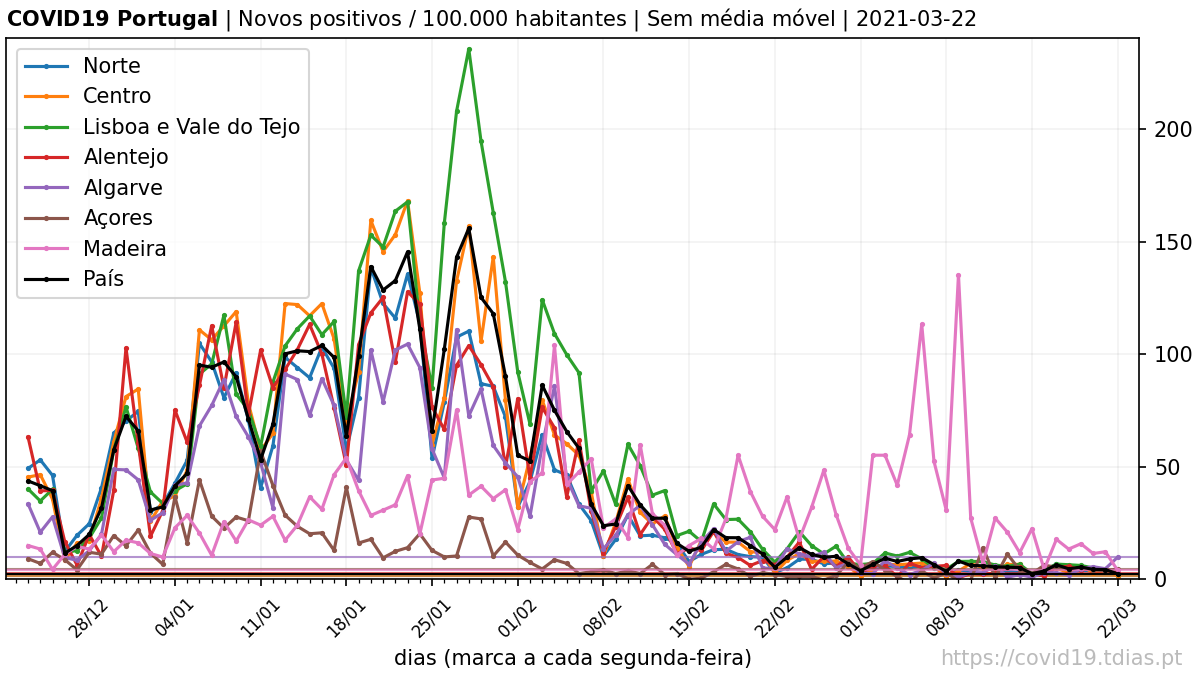 COVID19 Portugal | Novos positivos / 100.000 habitantes | Sem média móvel | 2021-03-22
Norte
Centro
Lisboa e Vale do Tejo
Alentejo
Algarve
Açores
Madeira
País
200
150
100
50
0
28/12
04/01
11/01
18/01
25/01
01/02
08/02
15/02
22/02
01/03
08/03
15/03
22/03
dias (marca a cada segunda-feira)
https://covid19.tdias.pt